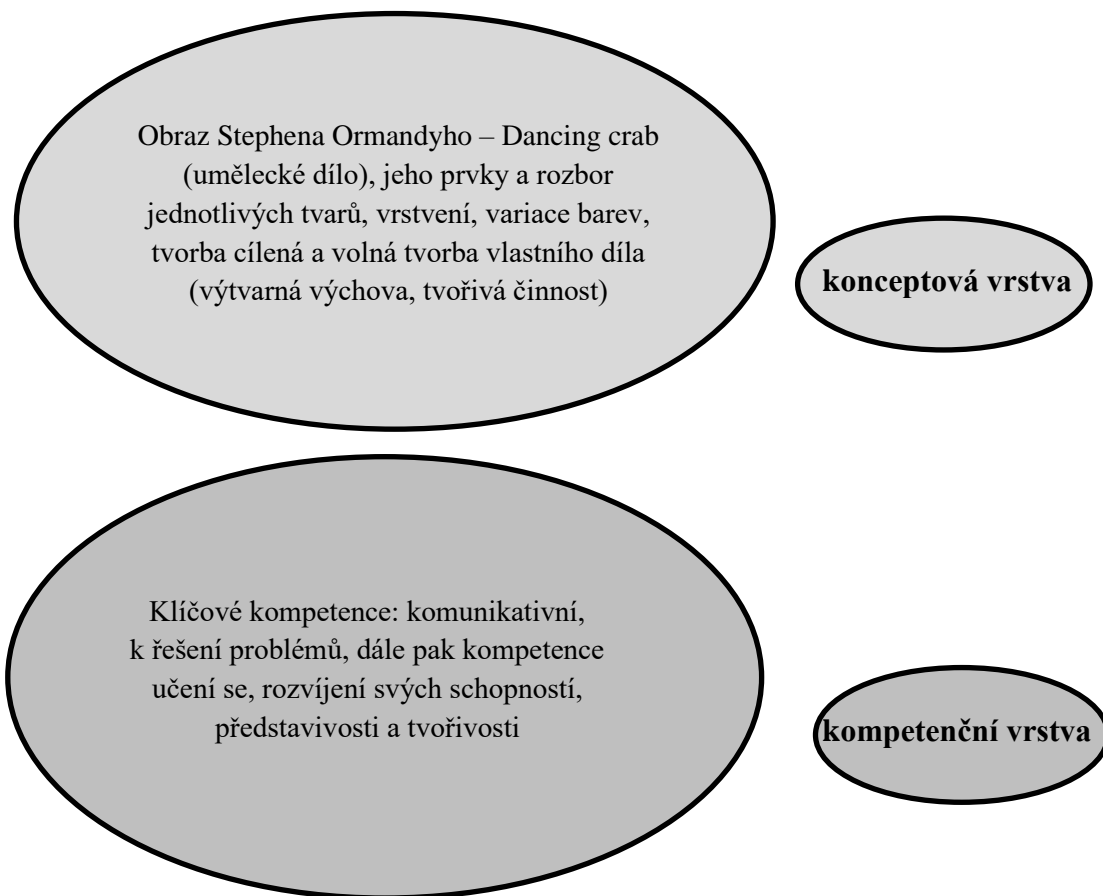 Obraz Stephena Ormandyho – Dancing crab
(umělecké dílo), jeho prvky a rozbor
jednotlivých tvarů, vrstvení, variace barev,
tvorba cílená a volná tvorba vlastního díla
(výtvarná výchova, tvořivá činnost)
konceptová vrstva
Klíčové kompetence: komunikativní,
k řešení problémů, dále pak kompetence
učení se, rozvíjení svých schopností,
představivosti a tvořivosti
kompetenční vrstva